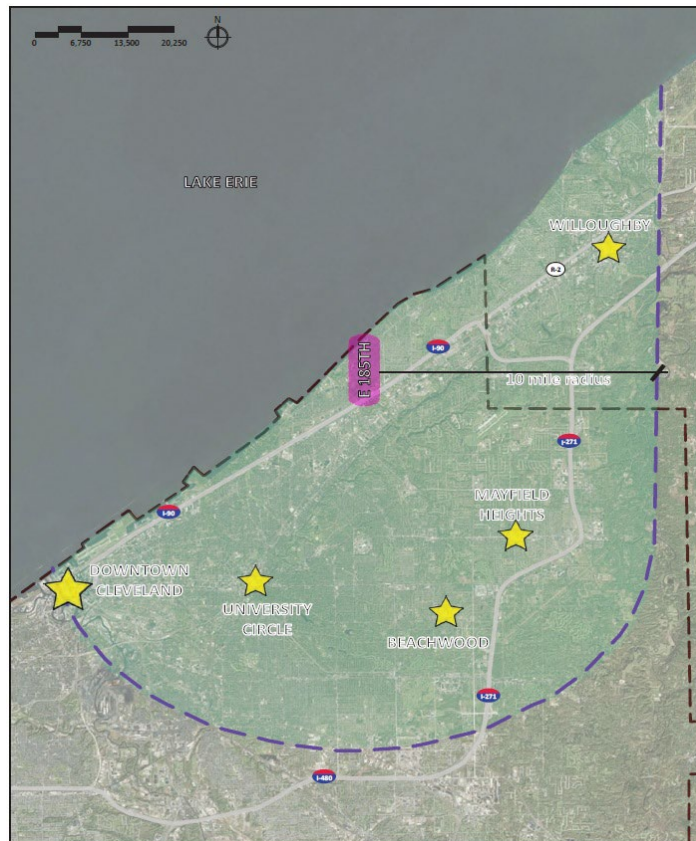 N
0 6,750 13,500 20,250
LAKE ERIE
WILLOUGHBY
R-2
E 185TH
I-90
10 mile radius
I-271
MAYFIELD
HEIGHTS
I-90
DOWNTOWN
CLEVELAND
UNIVERSITY
CIRCLE
BEACHWOOD
I-271
I-480